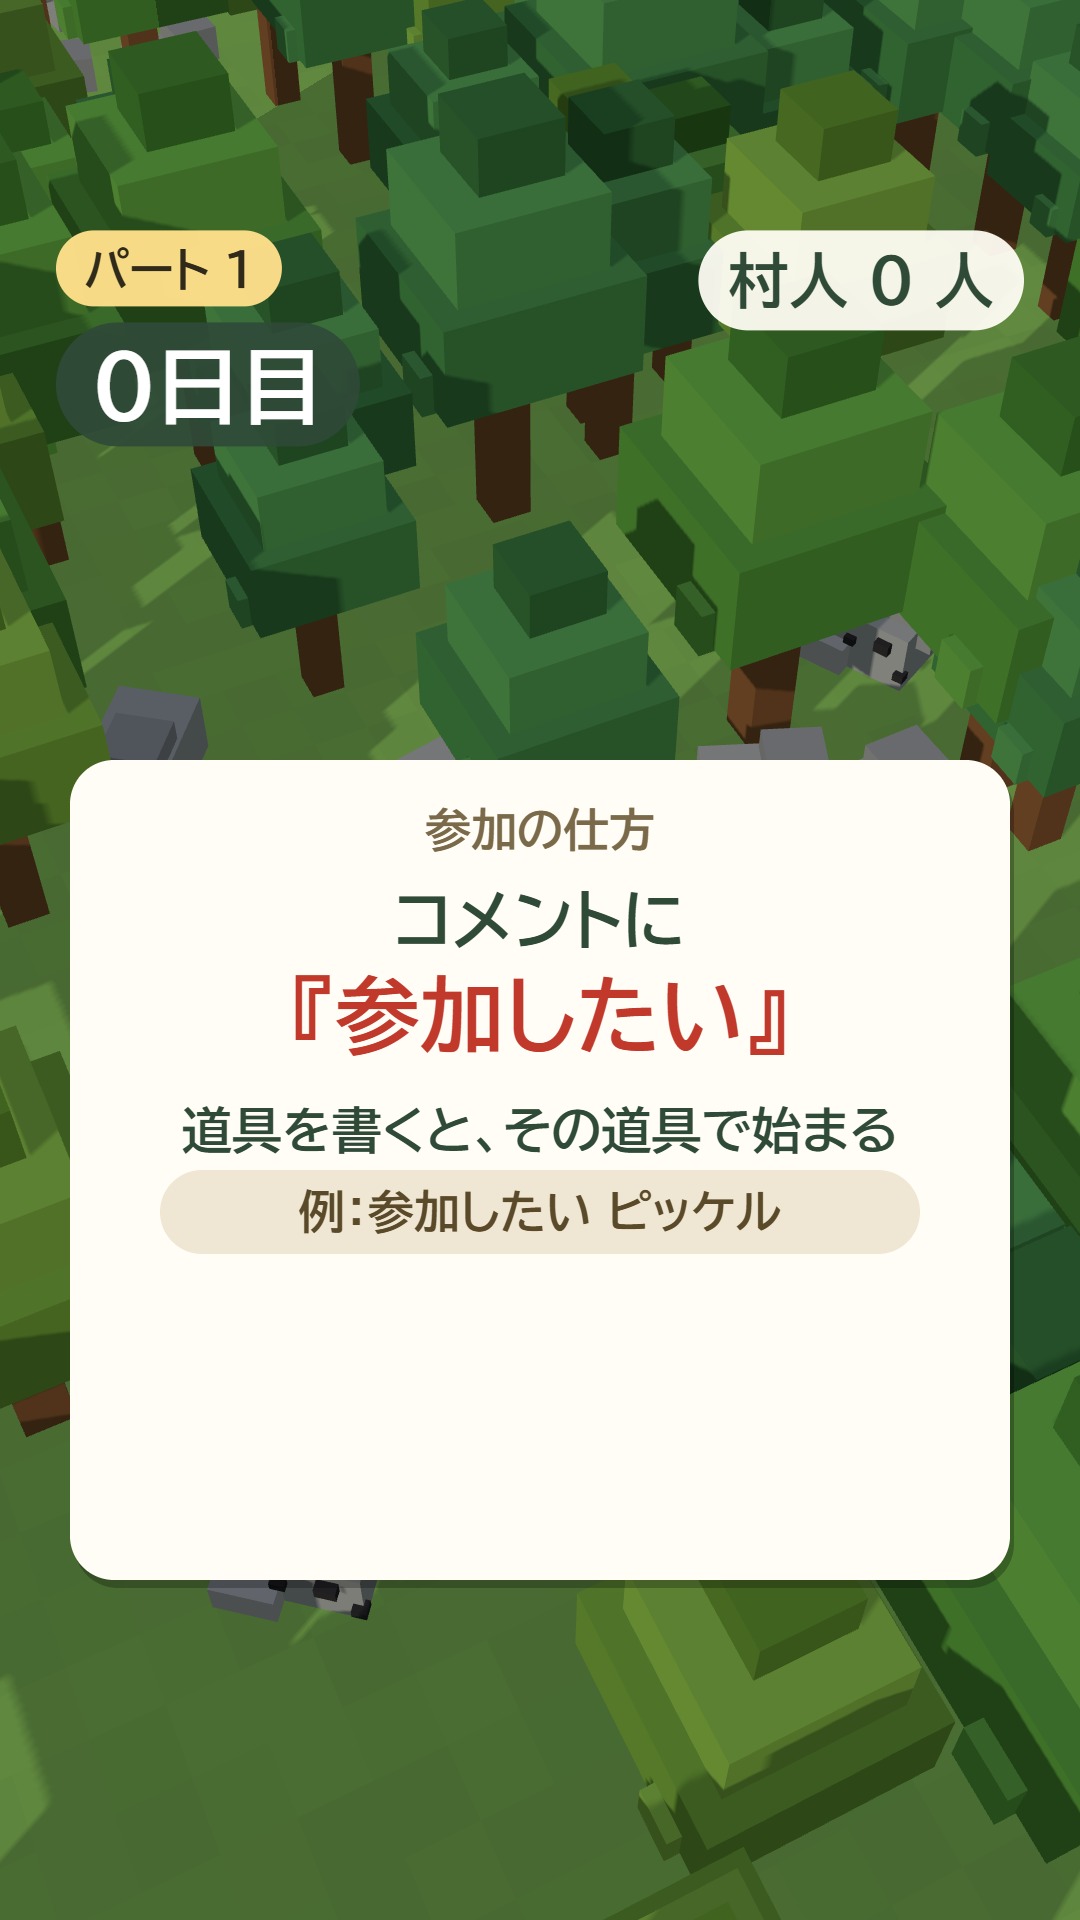 パート 1
村人 0 人
0日目
参加の仕方
コメントに
『参加したい』
道具を書くと、その道具で始まる
例：参加したい ピッケル